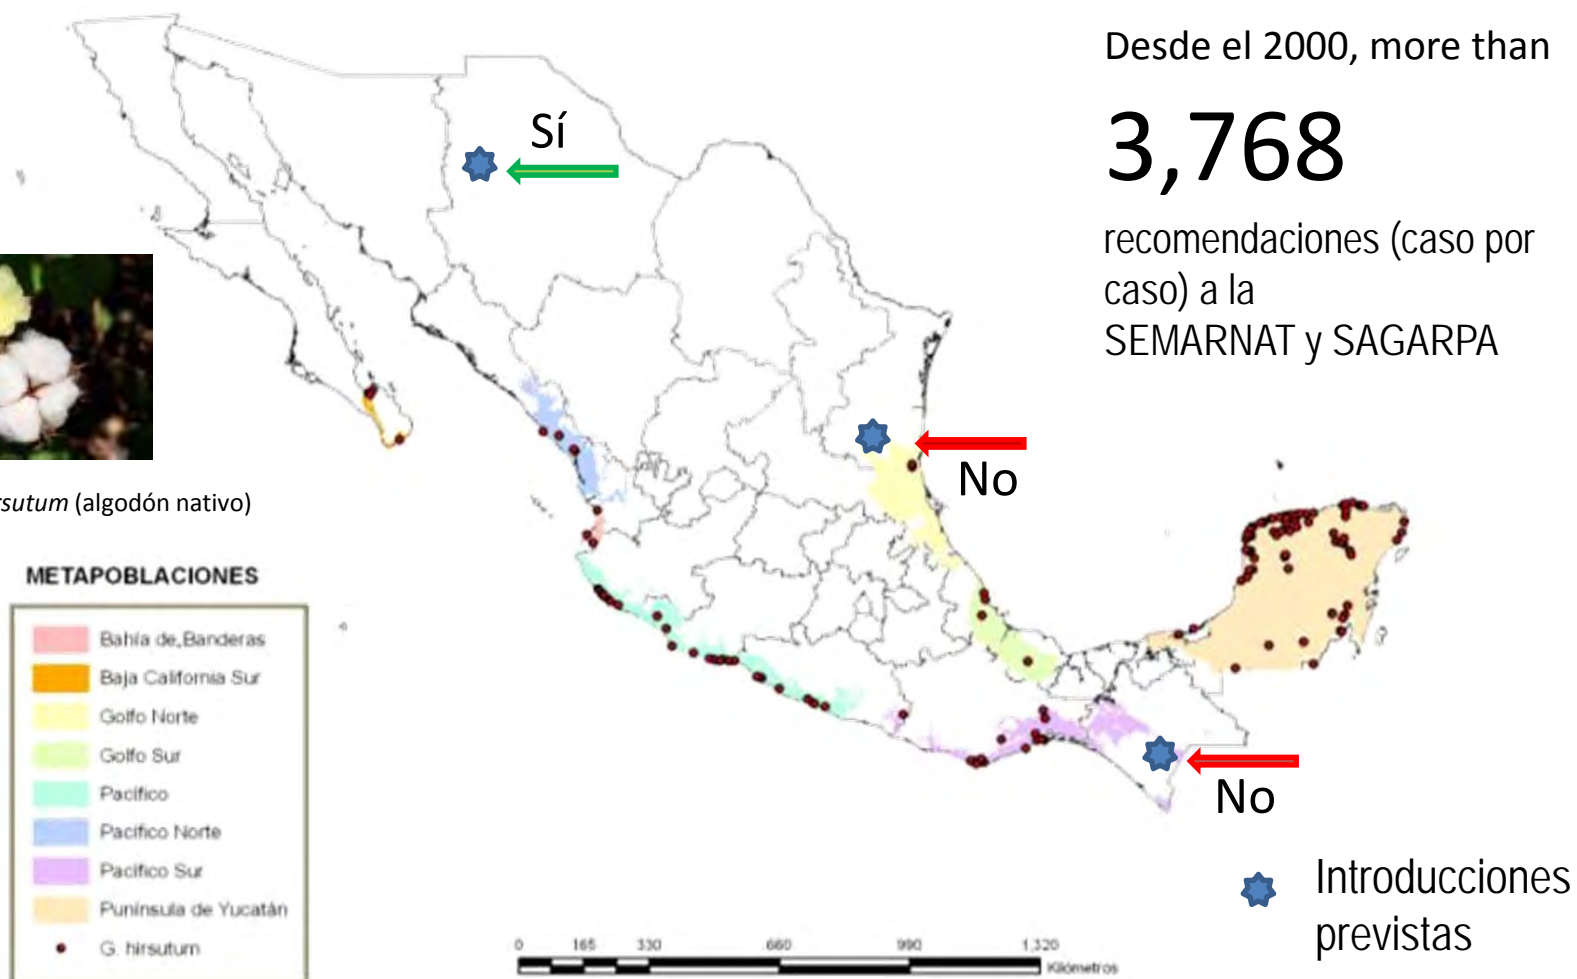 Desde el 2000, more than
3,768
recomendaciones (caso por
caso) a la
SEMARNAT y SAGARPA
Sí
No
rsutum (algodón nativo)
METAPOBLACIONES
Bahía de,Banderas
Baja California Sur
Golfo Norte
Golfo Sur
Pacífico
Pacífico Norte
Pacífico Sur
Punínsula de Yucatán
G. hirsutum
No
Introducciones
previstas
0 165 330 660 990 1,320
Kilómetros